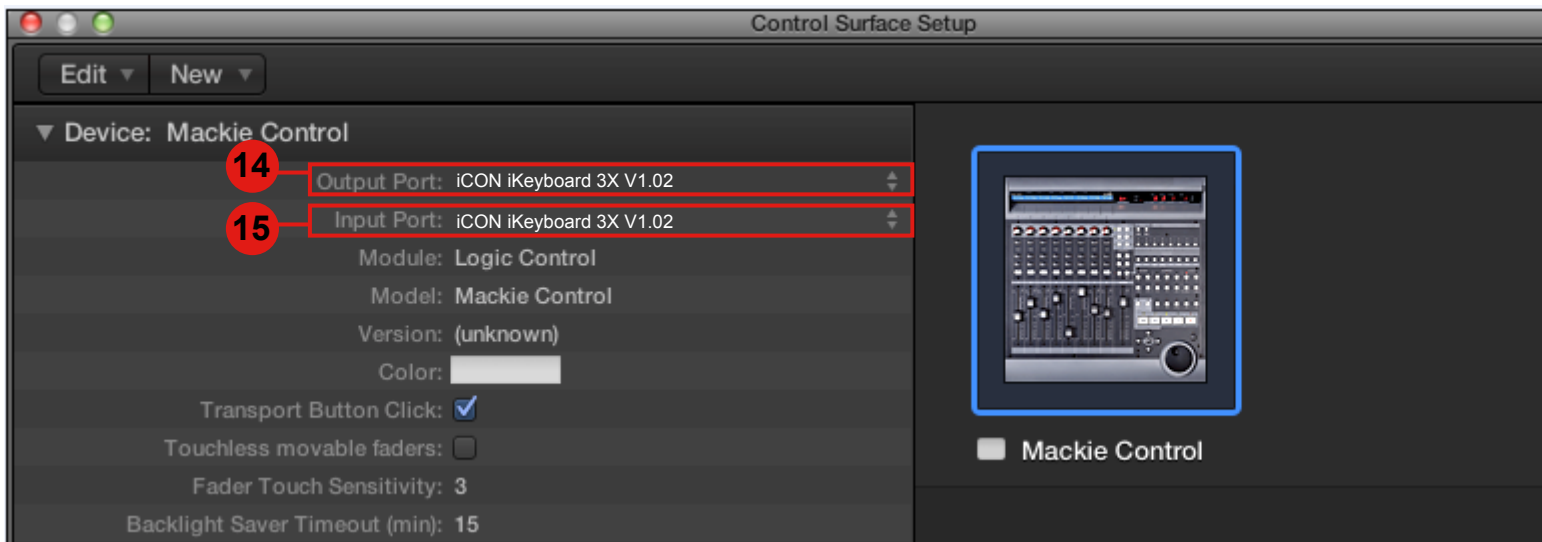 Control Surface Setup
Edit New
Device: Mackie Control
14
Output Port: iCON iKeyboard 3X V1.02
15
Input Port: iCON iKeyboard 3X V1.02
Module: Logic Control
Model: Mackie Control
Version: (unknown)
Color:
Transport Button Click:
Touchless movable faders:
Fader Touch Sensitivity: 3
Backlight Saver Timeout (min): 15
Mackie Control